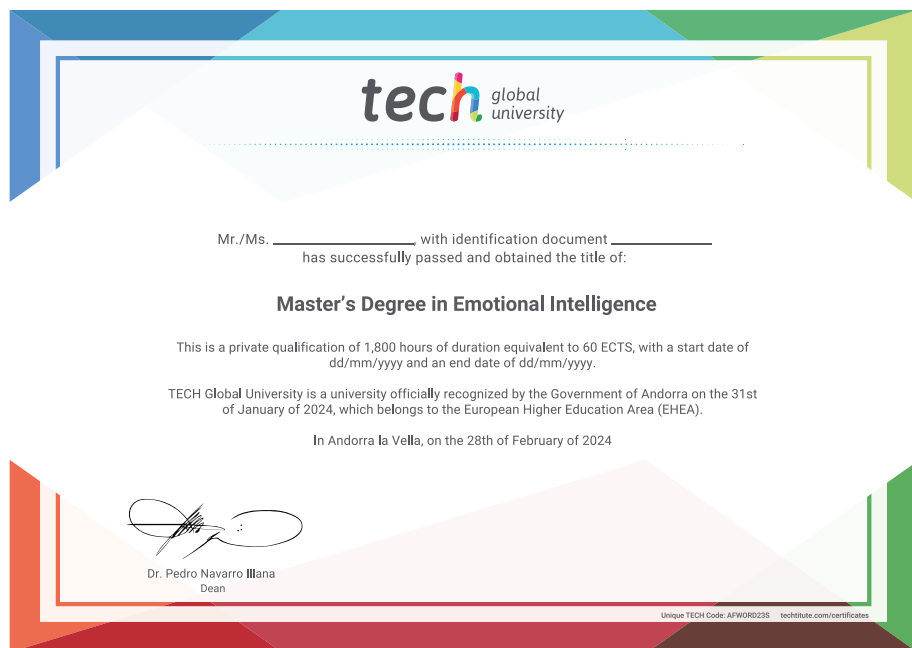 tech global
university
Mr./Ms. ____________, with identification document ____________
has successfully passed and obtained the title of:
Master's Degree in Emotional Intelligence
This is a private qualification of 1,800 hours of duration equivalent to 60 ECTS, with a start date of
dd/mm/yyyy and an end date of dd/mm/yyyy.
TECH Global University is a university officially recognized by the Government of Andorra on the 31st
of January of 2024, which belongs to the European Higher Education Area (EHEA).
In Andorra la Vella, on the 28th of February of 2024
Dr. Pedro Navarro Illana
Dean
Unique TECH Code: AFWORD23S techtitute.com/certificates